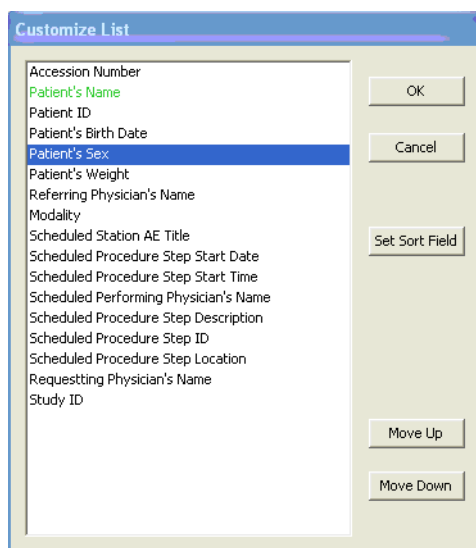 Customize List
Accession Number
Patient's Name
Patient ID
Patient's Birth Date
Patient's Sex
Patient's Weight
Referring Physician's Name
Modality
Scheduled Station AE Title
Scheduled Procedure Step Start Date
Scheduled Procedure Step Start Time
Scheduled Performing Physician's Name
Scheduled Procedure Step Description
Scheduled Procedure Step ID
Scheduled Procedure Step Location
Requestting Physician's Name
Study ID
OK
Cancel
Set Sort Field
Move Up
Move Down